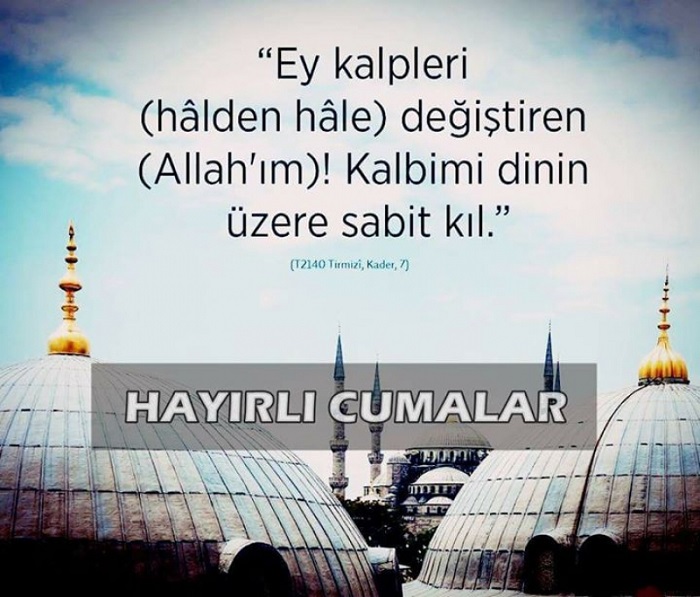 “Ey kalpleri
(hâlden hâle) değiştiren
(Allah'ım)! Kalbimi dinin
üzere sabit kıl.”
(T2140 Tirmizî, Kader, 7)
HAYIRLI CUMALAR